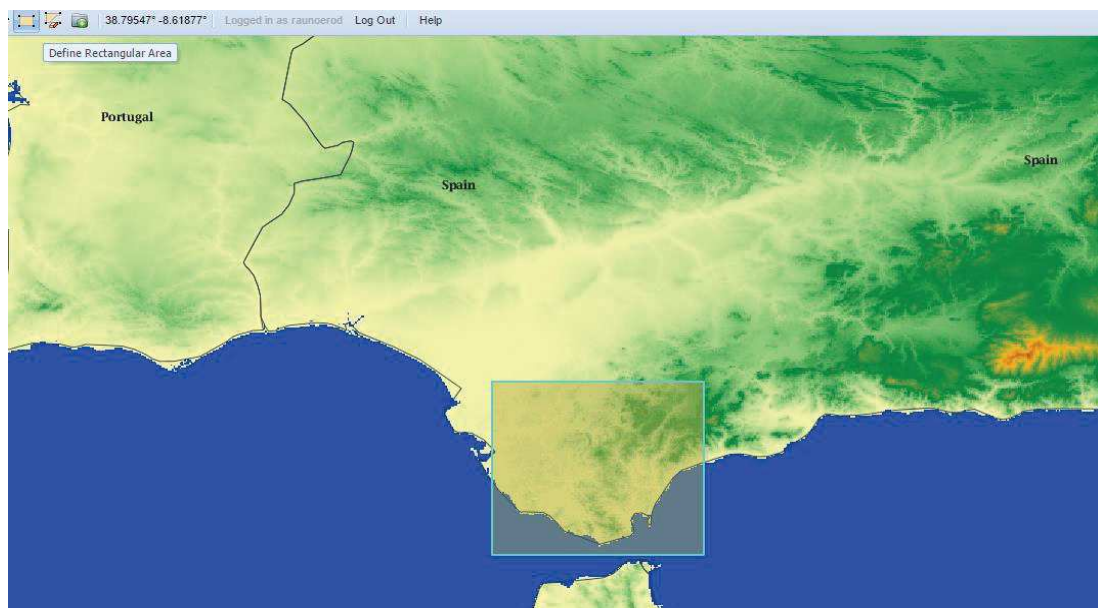 38.79547° -8.61877° Logged in as raunoerod Log Out Help
Define Rectangular Area
Portugal
Spain
Spain